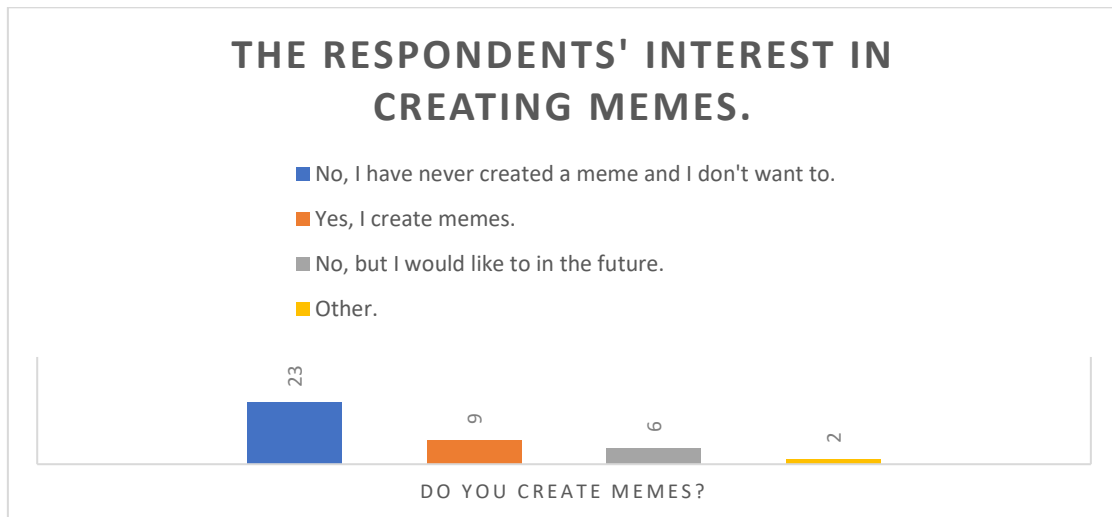 THE RESPONDENTS' INTEREST IN
CREATING MEMES.
No, I have never created a meme and I don't want to.
Yes, I create memes.
No, but I would like to in the future.
Other.
23
9
6
2
DO YOU CREATE MEMES?